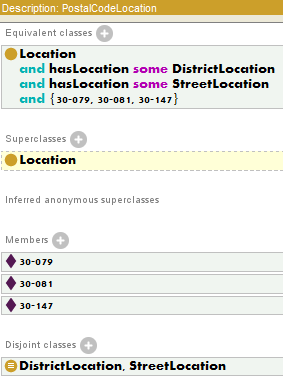 Description: PostalCodeLocation
Equivalent classes
Location
and hasLocation some DistrictLocation
and hasLocation some StreetLocation
and {30-079, 30-081, 30-147}
Superclasses
Location
Inferred anonymous superclasses
Members
30-079
30-081
30-147
Disjoint classes
DistrictLocation, StreetLocation